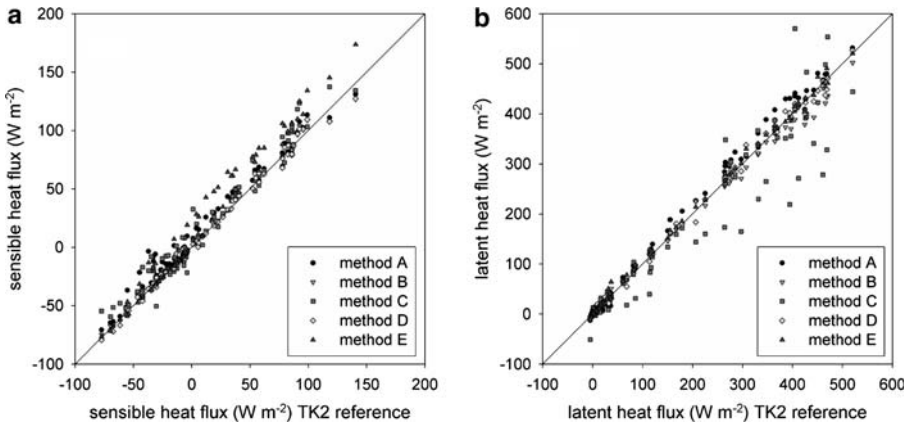 a
sensible heat flux (W m-2)
200
150
100
50
0
-50
-100
method A
method B
method C
method D
method E
-100 -50 0 50 100 150 200
sensible heat flux (W m-2) TK2 reference
b
latent heat flux (W m-2)
600
500
400
300
200
100
0
-100
method A
method B
method C
method D
method E
-100 0 100 200 300 400 500 600
latent heat flux (W m-2) TK2 reference